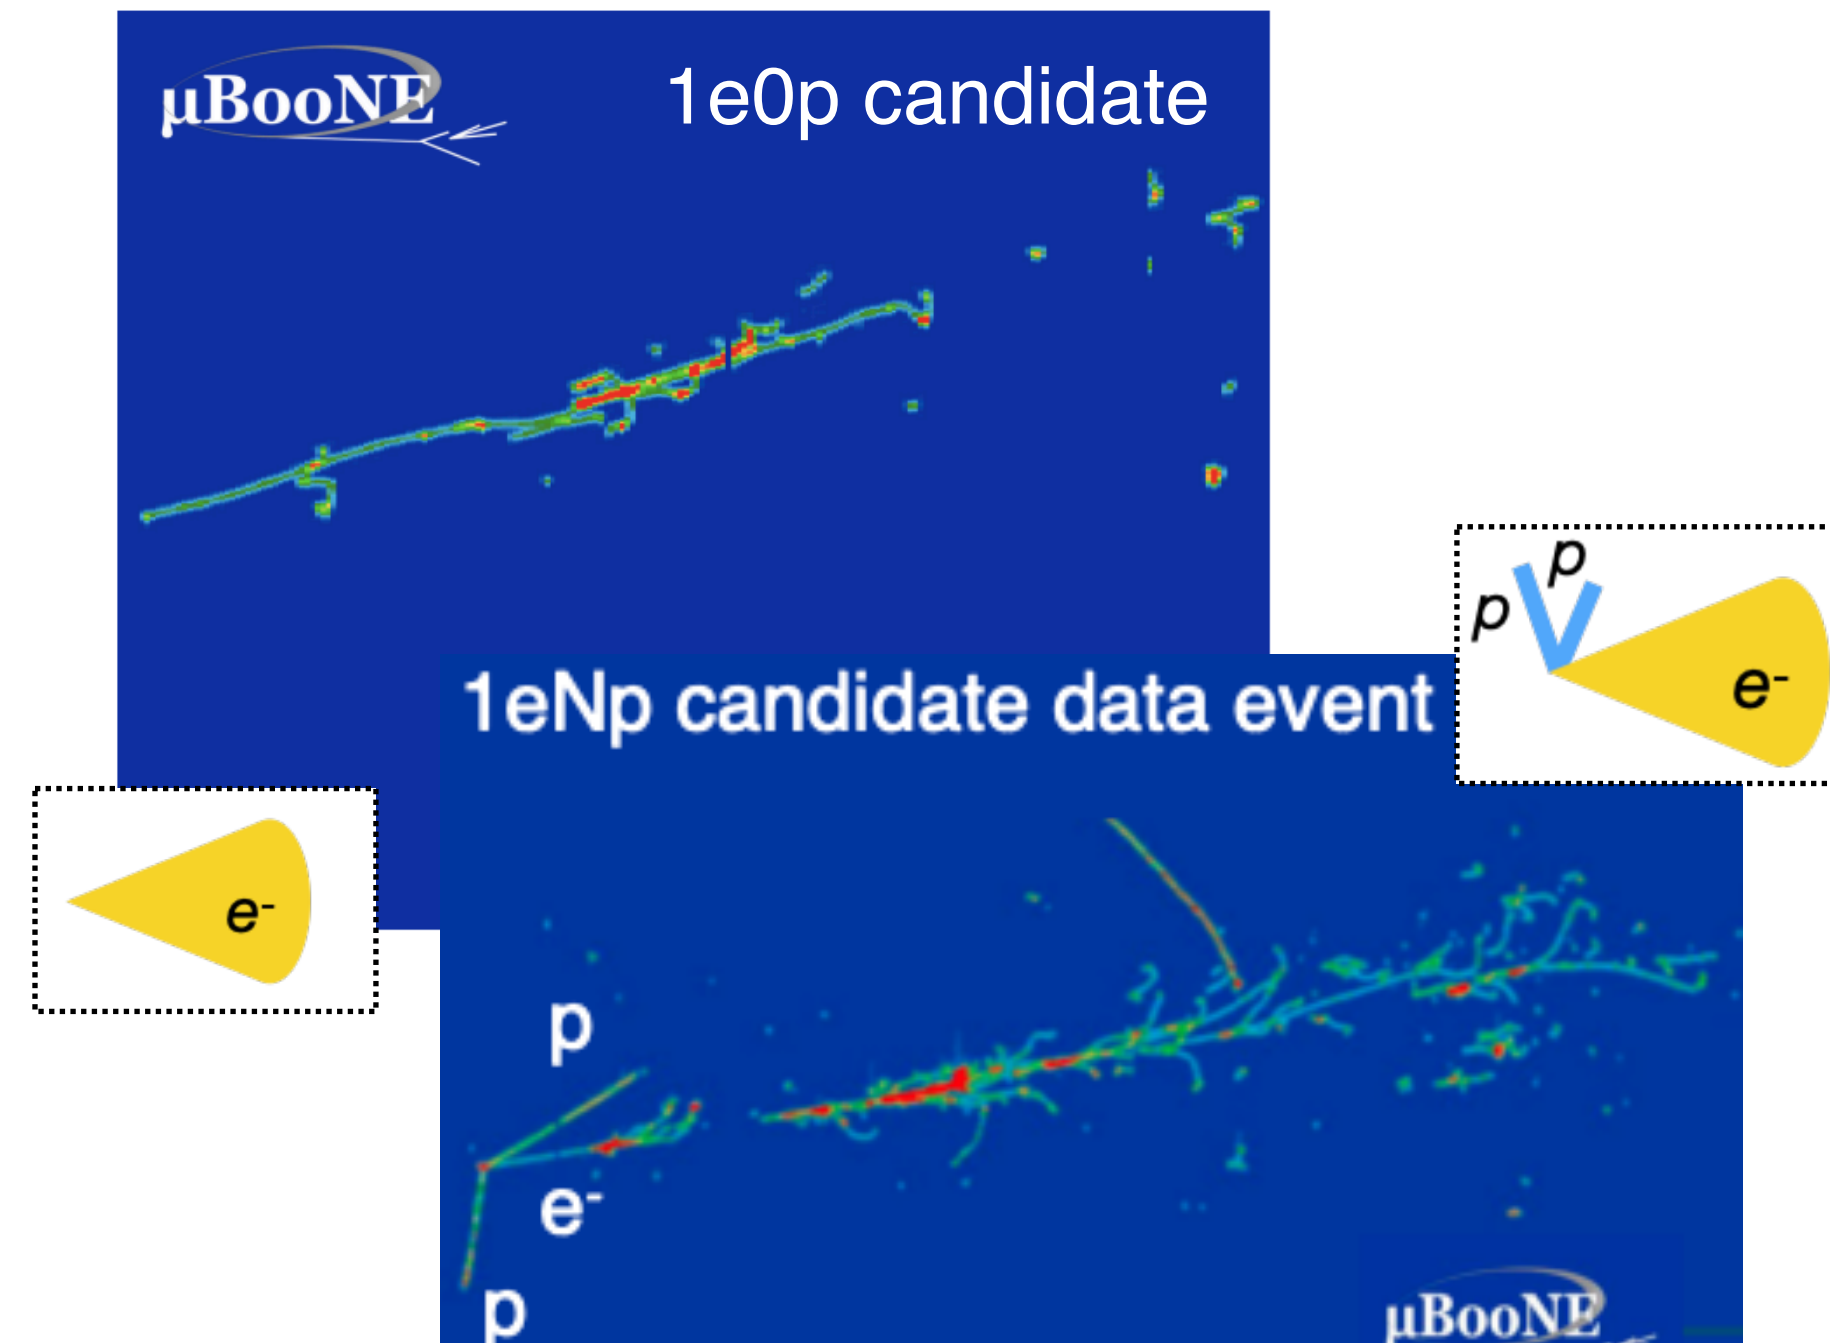 µBooNE
1e0p candidate
p
p
e-
1eNp candidate data event
e-
p
e-
p
µBooNE